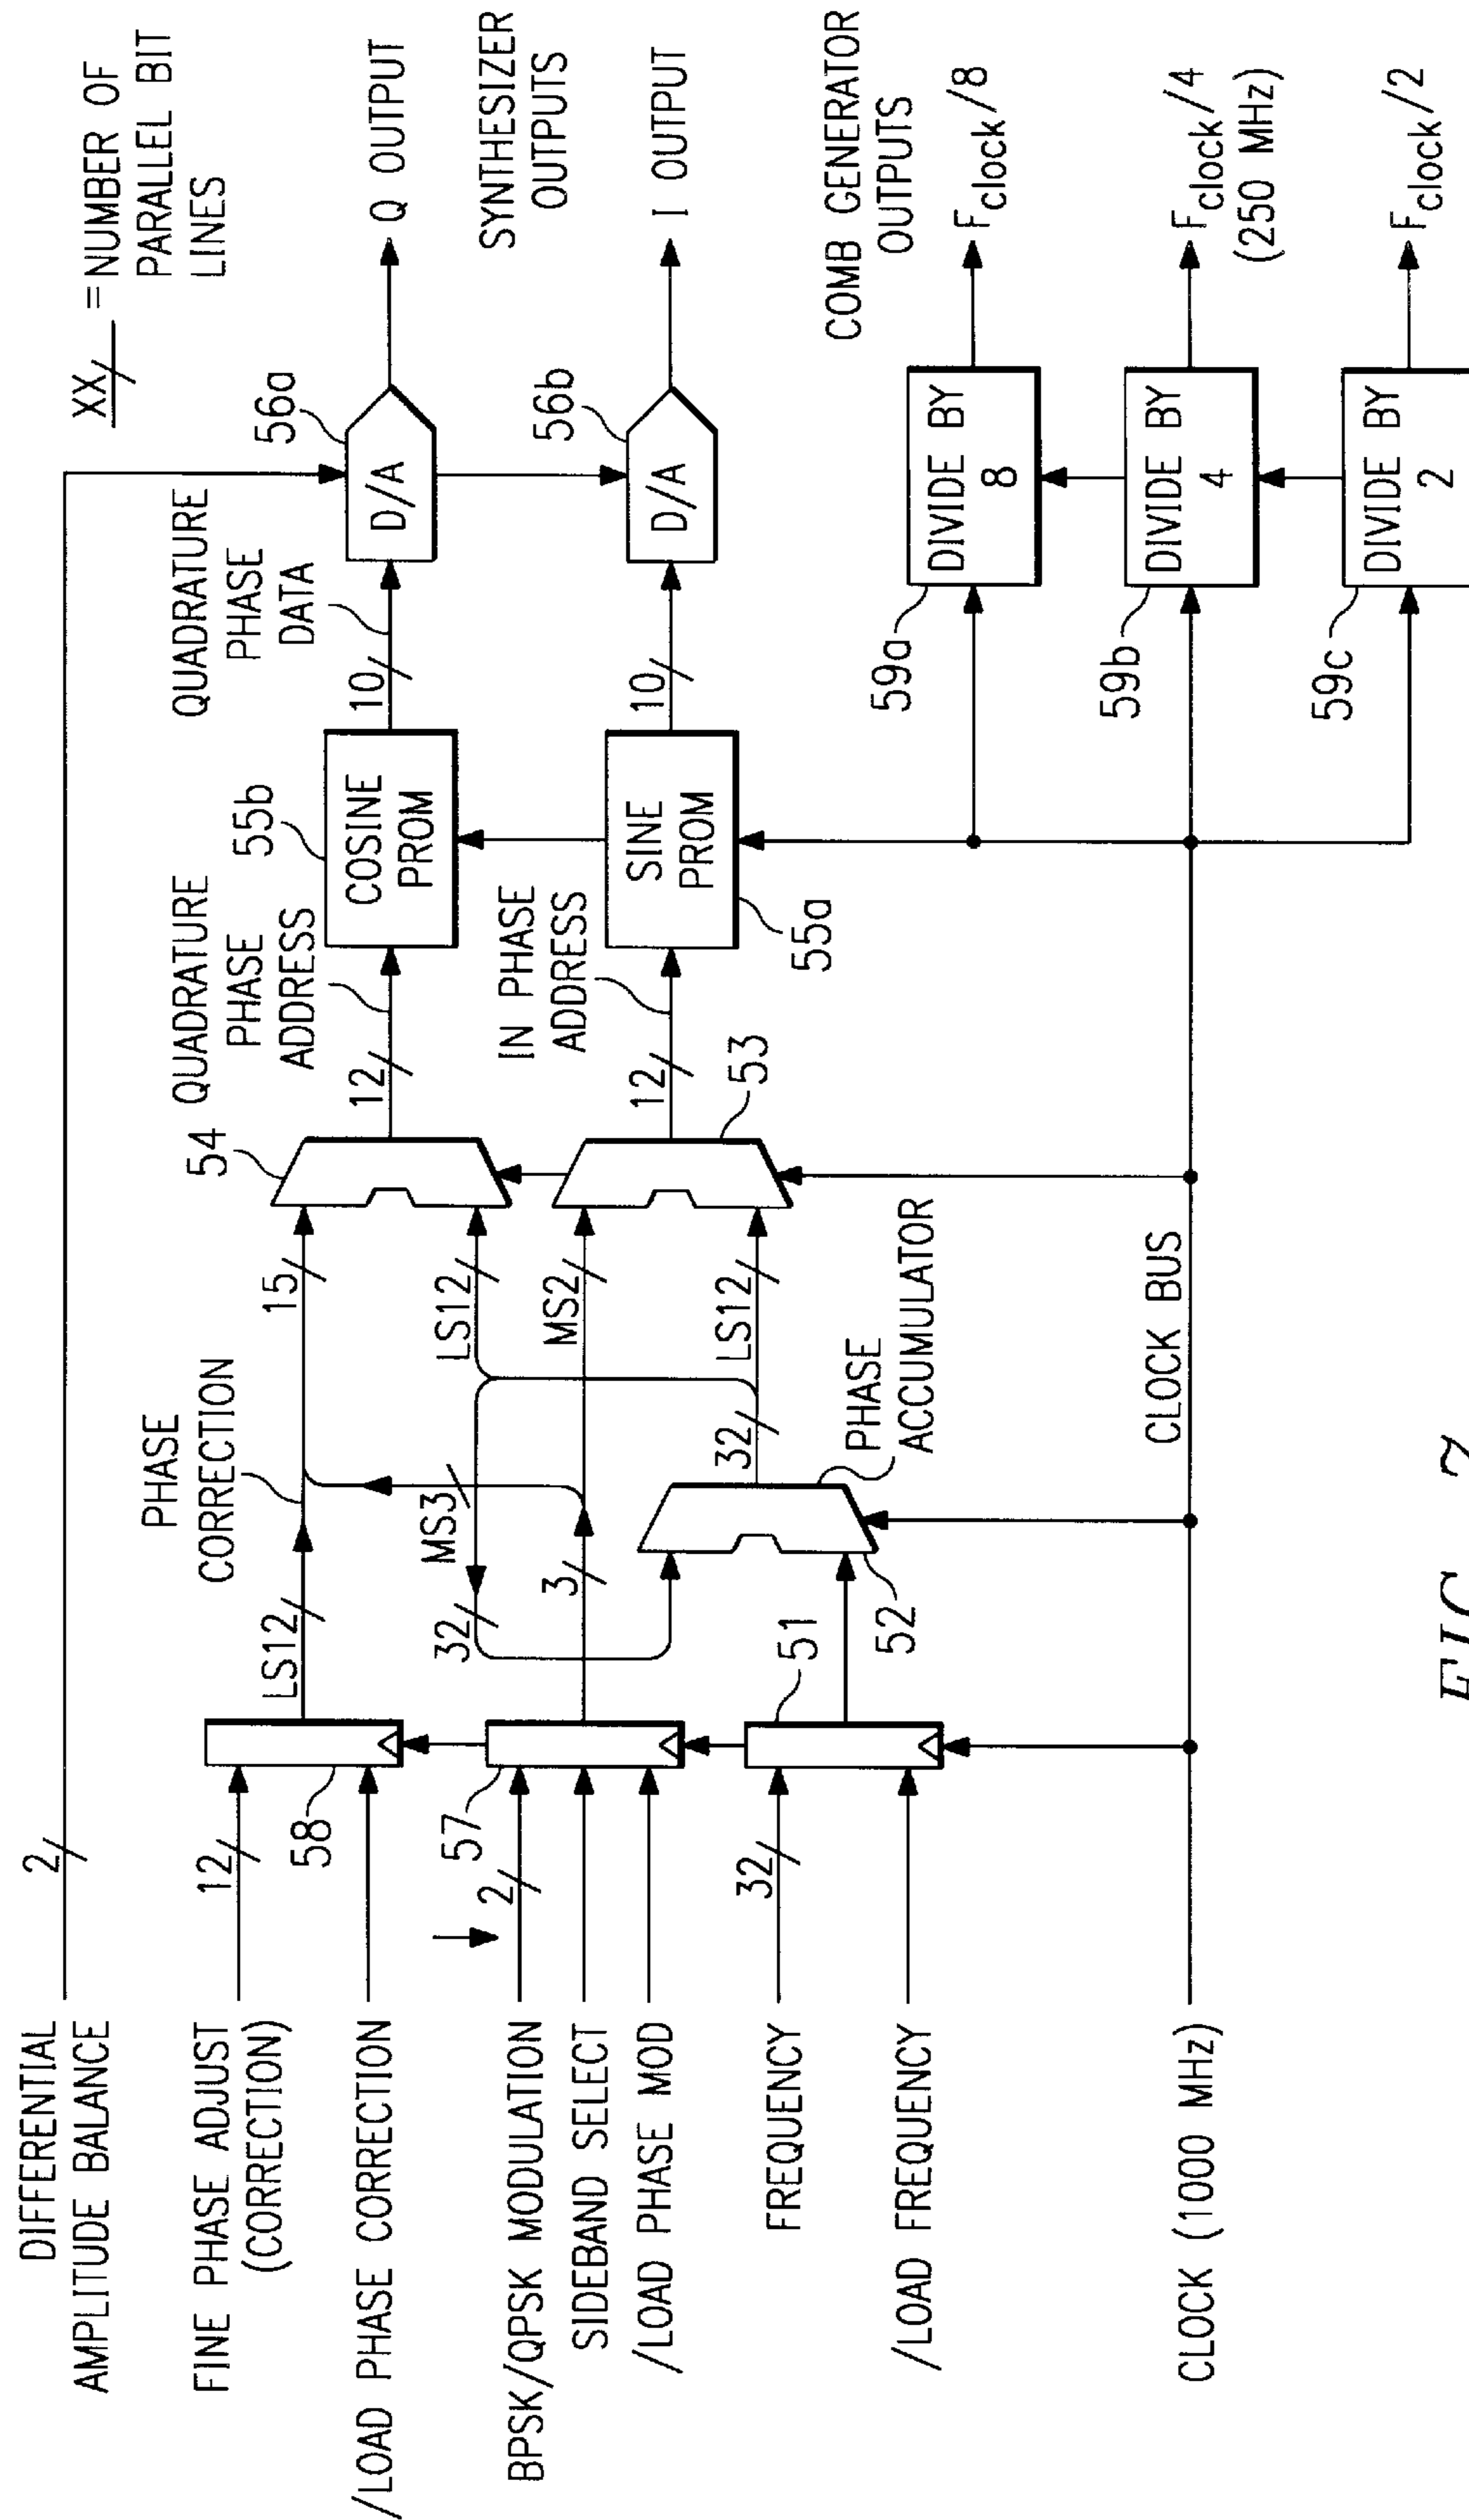 DIFFERENTIAL
AMPLITUDE BALANCE
2
XX
=NUMBER OF
PARALLEL BIT
LINES
FINE PHASE ADJUST
(CORRECTION)
12
58
/LOAD PHASE CORRECTION
LS12
PHASE
CORRECTION
15
54
QUADRATURE
PHASE
ADDRESS
12
55b
COSINE
PROM
QUADRATURE
PHASE
DATA
10
56a
D/A
Q OUTPUT
SYNTHESIZER
OUTPUTS
BPSK/QPSK MODULATION
2
57
SIDEBAND SELECT
/LOAD PHASE MOD
32
3
MS3
LS12
MS2
LS12
32
53
IN PHASE
ADDRESS
12
SINE
PROM
55a
10
56b
D/A
I OUTPUT
FREQUENCY
32
51
/LOAD FREQUENCY
52
PHASE
ACCUMULATOR
COMB GENERATOR
OUTPUTS
59a
DIVIDE BY
8
Fclock/8
CLOCK (1000 MHz)
CLOCK BUS
59b
DIVIDE BY
4
Fclock/4
(250 MHz)
59c
DIVIDE BY
2
Fclock/2
FIG. 7